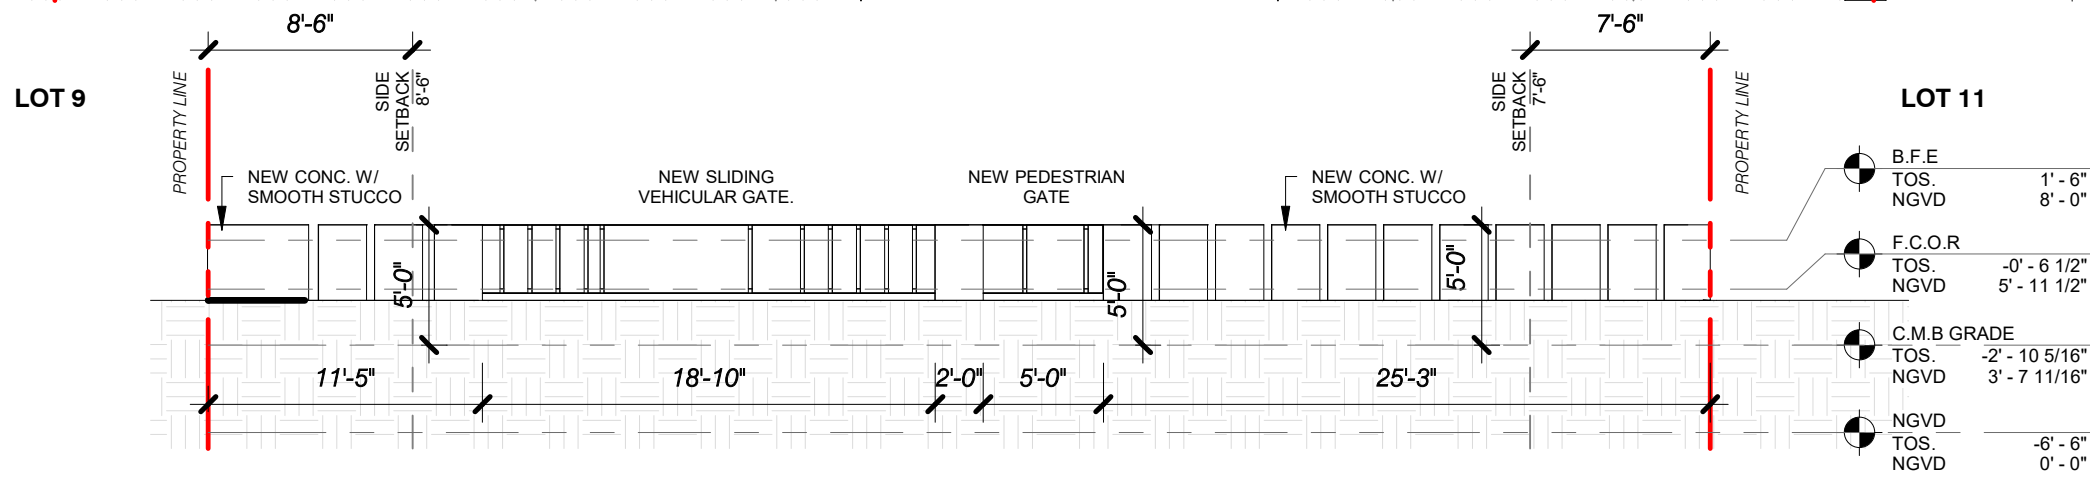 8'-6"
7'-6"
LOT 9
PROPERTY LINE
SIDE
SETBACK
8'-6"
SIDE
SETBACK
7'-6"
PROPERTY LINE
LOT 11
NEW CONC. W/
SMOOTH STUCCO
NEW SLIDING
VEHICULAR GATE.
NEW PEDESTRIAN
GATE
NEW CONC. W/
SMOOTH STUCCO
B.F.E
TOS. 1' - 6"
NGVD 8' - 0"
5'-0"
5'-0"
5'-0"
F.C.O.R
TOS. -0' - 6 1/2"
NGVD 5' - 11 1/2"
C.M.B GRADE
TOS. -2' - 10 5/16"
NGVD 3' - 7 11/16"
11'-5"
18'-10"
2'-0"
5'-0"
25'-3"
NGVD
TOS. -6' - 6"
NGVD 0' - 0"